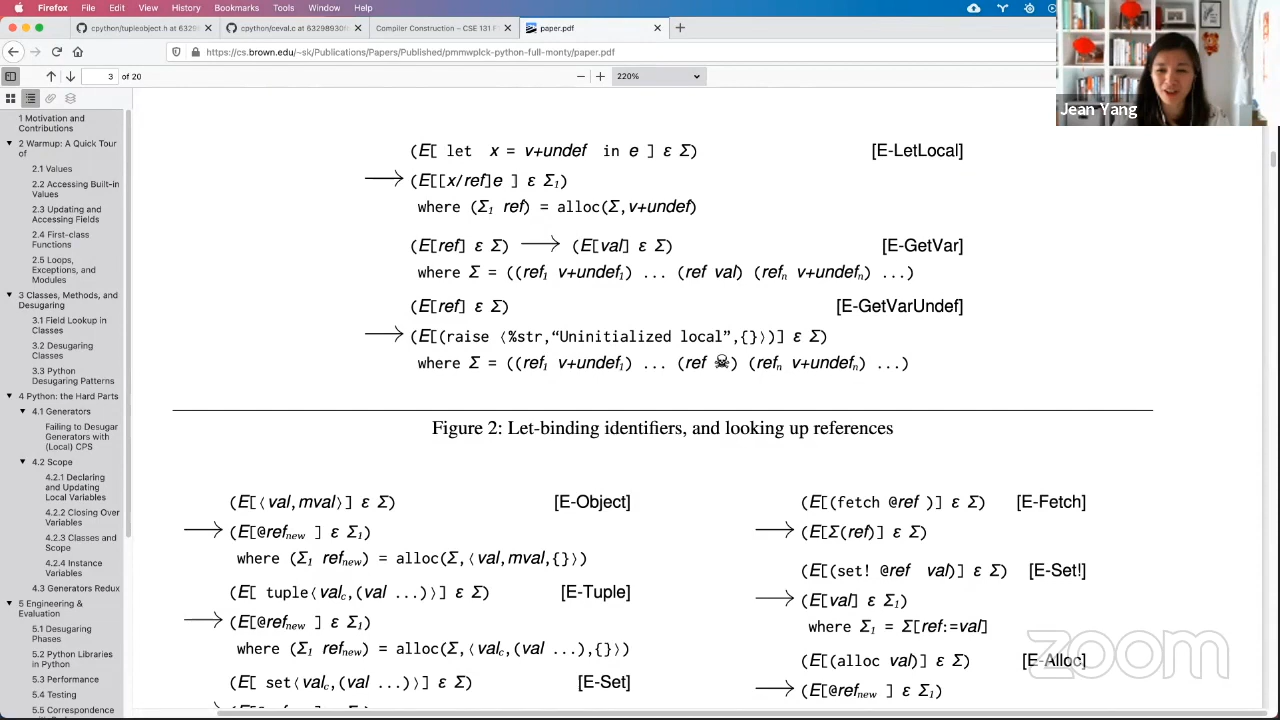 Firefox File Edit View History Bookmarks Tools Window Help
cpython/tupleobject.h at 6329 cpython/ceval.c at 63298930f Compiler Construction – CSE 131 F paper.pdf
https://cs.brown.edu/~sk/Publications/Papers/Published/pmmwplck-python-full-monty/paper.pdf
3 of 20 220%
Jean Yang
1 Motivation and
Contributions
2 Warmup: A Quick Tour
of
2.1 Values
2.2 Accessing Built-in
Values
2.3 Updating and
Accessing Fields
2.4 First-class
Functions
2.5 Loops,
Exceptions, and
Modules
3 Classes, Methods, and
Desugaring
3.1 Field Lookup in
Classes
3.2 Desugaring
Classes
3.3 Python
Desugaring Patterns
4 Python: the Hard Parts
4.1 Generators
Failing to Desugar
Generators with
(Local) CPS
4.2 Scope
4.2.1 Declaring
and Updating
Local Variables
4.2.2 Closing Over
Variables
4.2.3 Classes and
Scope
4.2.4 Instance
Variables
4.3 Generators Redux
5 Engineering &
Evaluation
5.1 Desugaring
Phases
5.2 Python Libraries
in Python
5.3 Performance
5.4 Testing
5.5 Correspondence
(E[ let x = v+undef in e ] ε Σ) [E-LetLocal]
⟶ (E[[x/ref]e ] ε Σ₁)
where (Σ₁ ref) = alloc(Σ,v+undef)
(E[ref] ε Σ) ⟶ (E[val] ε Σ) [E-GetVar]
where Σ = ((ref₁ v+undef₁) ... (ref val) (refₙ v+undefₙ) ...)
(E[ref] ε Σ) [E-GetVarUndef]
⟶ (E[(raise ⟨%str,“Uninitialized local”,{}⟩)] ε Σ)
where Σ = ((ref₁ v+undef₁) ... (ref ☠) (refₙ v+undefₙ) ...)
Figure 2: Let-binding identifiers, and looking up references
(E[⟨val,mval⟩] ε Σ) [E-Object]
⟶ (E[@ref_new ] ε Σ₁)
where (Σ₁ ref_new) = alloc(Σ,⟨val,mval,{}⟩)
(E[ tuple⟨val_c,(val ...)⟩] ε Σ) [E-Tuple]
⟶ (E[@ref_new ] ε Σ₁)
where (Σ₁ ref_new) = alloc(Σ,⟨val_c,(val ...),{}⟩)
(E[ set⟨val_c,(val ...)⟩] ε Σ) [E-Set]
(E[(fetch @ref )] ε Σ) [E-Fetch]
⟶ (E[Σ(ref)] ε Σ)
(E[(set! @ref val)] ε Σ) [E-Set!]
⟶ (E[val] ε Σ₁)
where Σ₁ = Σ[ref:=val]
(E[(alloc val)] ε Σ) [E-Alloc]
⟶ (E[@ref_new ] ε Σ₁)
zoom